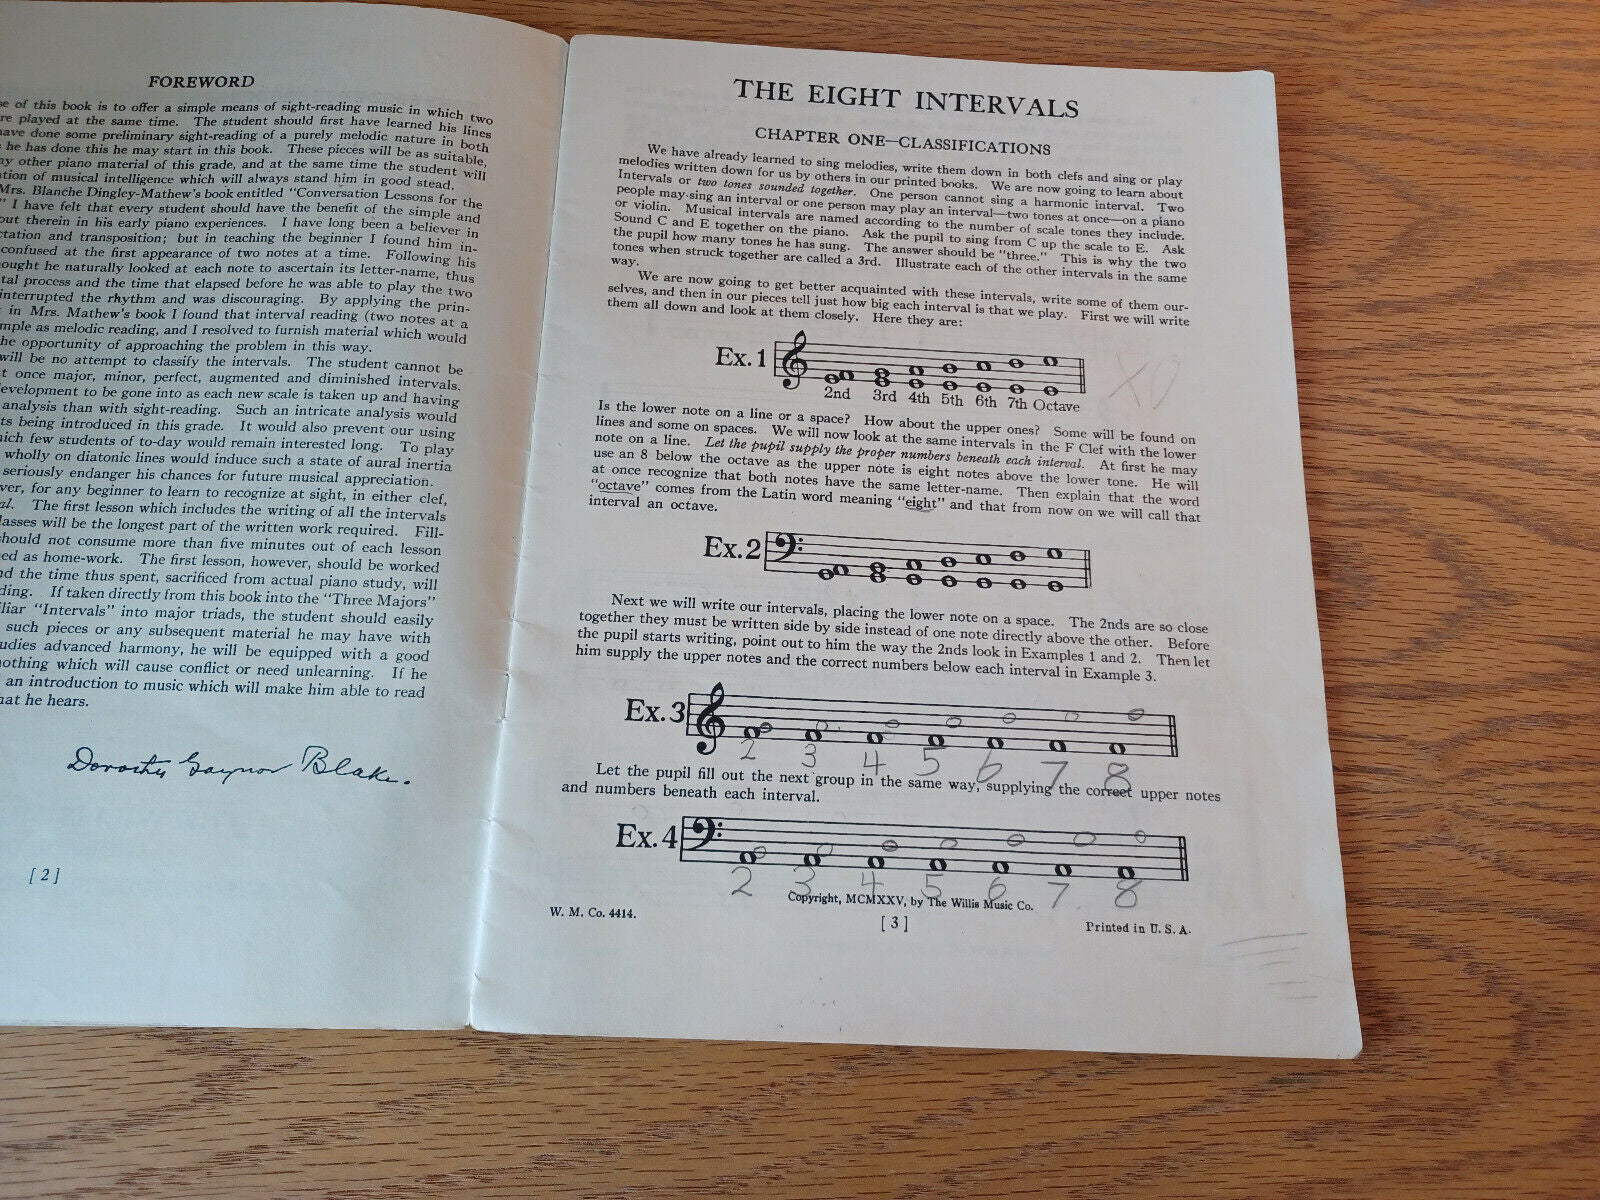 FOREWORD
se of this book is to offer a simple means of sight-reading music in which two
re played at the same time. The student should first have learned his lines
have done some preliminary sight-reading of a purely melodic nature in both
he has done this he may start in this book. These pieces will be as suitable,
ny other piano material of this grade, and at the same time the student will
tion of musical intelligence which will always stand him in good stead.
Mrs. Blanche Dingley-Mathew's book entitled "Conversation Lessons for the
" I have felt that every student should have the benefit of the simple and
out therein in his early piano experiences. I have long been a believer in
ctation and transposition; but in teaching the beginner I found him in-
confused at the first appearance of two notes at a time. Following his
ought he naturally looked at each note to ascertain its letter-name, thus
tal process and the time that elapsed before he was able to play the two
interrupted the rhythm and was discouraging. By applying the prin-
t in Mrs. Mathew's book I found that interval reading (two notes at a
mple as melodic reading, and I resolved to furnish material which would
he opportunity of approaching the problem in this way.
will be no attempt to classify the intervals. The student cannot be
t once major, minor, perfect, augmented and diminished intervals.
evelopment to be gone into as each new scale is taken up and having
analysis than with sight-reading. Such an intricate analysis would
ts being introduced in this grade. It would also prevent our using
hich few students of to-day would remain interested long. To play
wholly on diatonic lines would induce such a state of aural inertia
seriously endanger his chances for future musical appreciation.
ver, for any beginner to learn to recognize at sight, in either clef,
al. The first lesson which includes the writing of all the intervals
lasses will be the longest part of the written work required. Fill-
should not consume more than five minutes out of each lesson
ed as home-work. The first lesson, however, should be worked
nd the time thus spent, sacrificed from actual piano study, will
ding. If taken directly from this book into the "Three Majors"
iliar "Intervals" into major triads, the student should easily
such pieces or any subsequent material he may have with
udies advanced harmony, he will be equipped with a good
nothing which will cause conflict or need unlearning. If he
an introduction to music which will make him able to read
hat he hears.
Dorothy Gaynor Blake.
[ 2 ]
THE EIGHT INTERVALS
CHAPTER ONE—CLASSIFICATIONS
We have already learned to sing melodies, write them down in both clefs and sing or play
melodies written down for us by others in our printed books. We are now going to learn about
Intervals or two tones sounded together. One person cannot sing a harmonic interval. Two
people may sing an interval or one person may play an interval—two tones at once—on a piano
or violin. Musical intervals are named according to the number of scale tones they include.
Sound C and E together on the piano. Ask the pupil to sing from C up the scale to E. Ask
the pupil how many tones he has sung. The answer should be "three." This is why the two
tones when struck together are called a 3rd. Illustrate each of the other intervals in the same
way.
We are now going to get better acquainted with these intervals, write some of them our-
selves, and then in our pieces tell just how big each interval is that we play. First we will write
them all down and look at them closely. Here they are:
Ex. 1
2nd 3rd 4th 5th 6th 7th Octave
Is the lower note on a line or a space? How about the upper ones? Some will be found on
lines and some on spaces. We will now look at the same intervals in the F Clef with the lower
note on a line. Let the pupil supply the proper numbers beneath each interval. At first he may
use an 8 below the octave as the upper note is eight notes above the lower tone. He will
at once recognize that both notes have the same letter-name. Then explain that the word
"octave" comes from the Latin word meaning "eight" and that from now on we will call that
interval an octave.
Ex. 2
Next we will write our intervals, placing the lower note on a space. The 2nds are so close
together they must be written side by side instead of one note directly above the other. Before
the pupil starts writing, point out to him the way the 2nds look in Examples 1 and 2. Then let
him supply the upper notes and the correct numbers below each interval in Example 3.
Ex. 3
2 3 4 5 6 7 8
Let the pupil fill out the next group in the same way, supplying the correct upper notes
and numbers beneath each interval.
Ex. 4
2 3 4 5 6 7 8
Copyright, MCMXXV, by The Willis Music Co.
W. M. Co. 4414.
[ 3 ]
Printed in U. S. A.